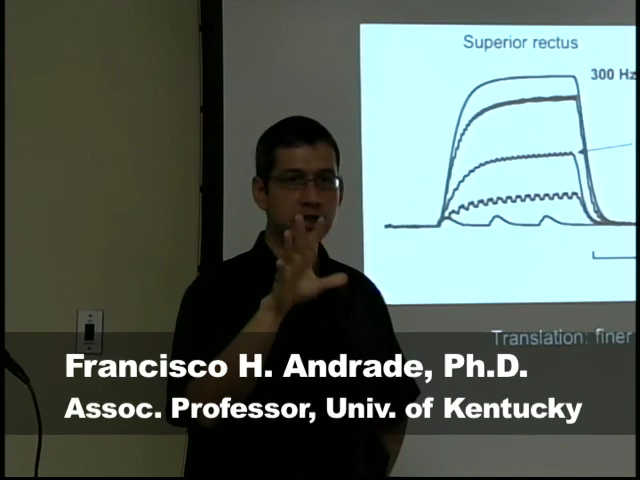 Superior rectus
300 Hz
Translation: finer
Francisco H. Andrade, Ph.D.
Assoc. Professor, Univ. of Kentucky